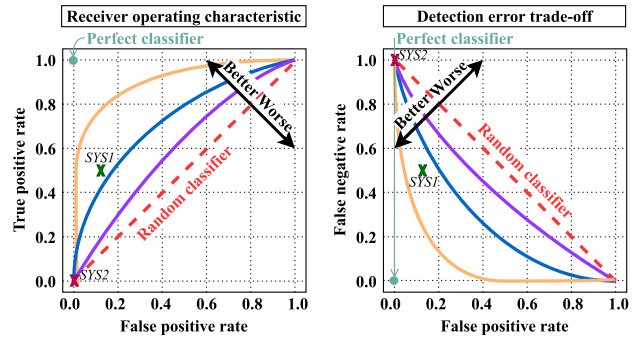 Receiver operating characteristic
Perfect classifier
1.0
0.8
0.6
0.4
0.2
0.0
True positive rate
Better Worse
SYS1
Random classifier
SYS2
0.0 0.2 0.4 0.6 0.8 1.0
False positive rate
Detection error trade-off
Perfect classifier
SYS2
1.0
0.8
0.6
0.4
0.2
0.0
False negative rate
Better Worse
Random classifier
SYS1
0.0 0.2 0.4 0.6 0.8 1.0
False positive rate